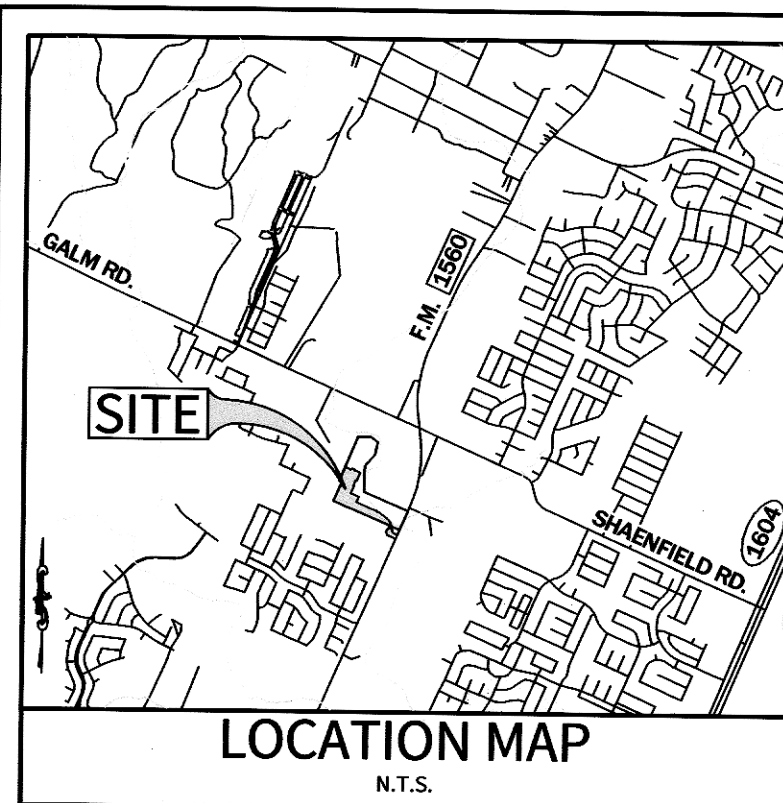 GALM RD.
F.M. 1560
SITE
SHAENFIELD RD.
1604
LOCATION MAP
N.T.S.